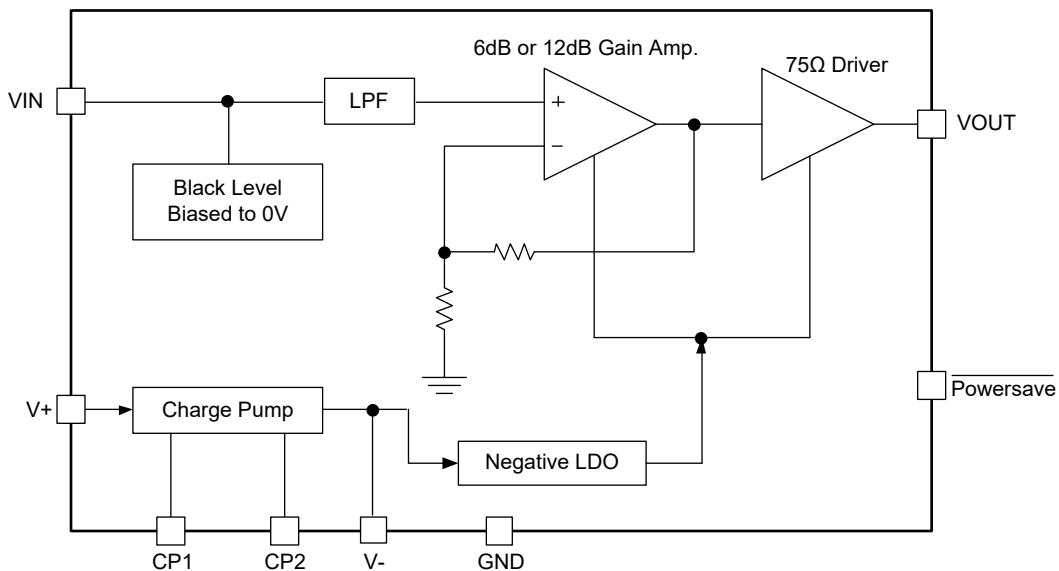 6dB or 12dB Gain Amp.
75Ω Driver
VIN
LPF
+
−
VOUT
Black Level
Biased to 0V
V+
Charge Pump
Negative LDO
Powersave
CP1
CP2
V-
GND